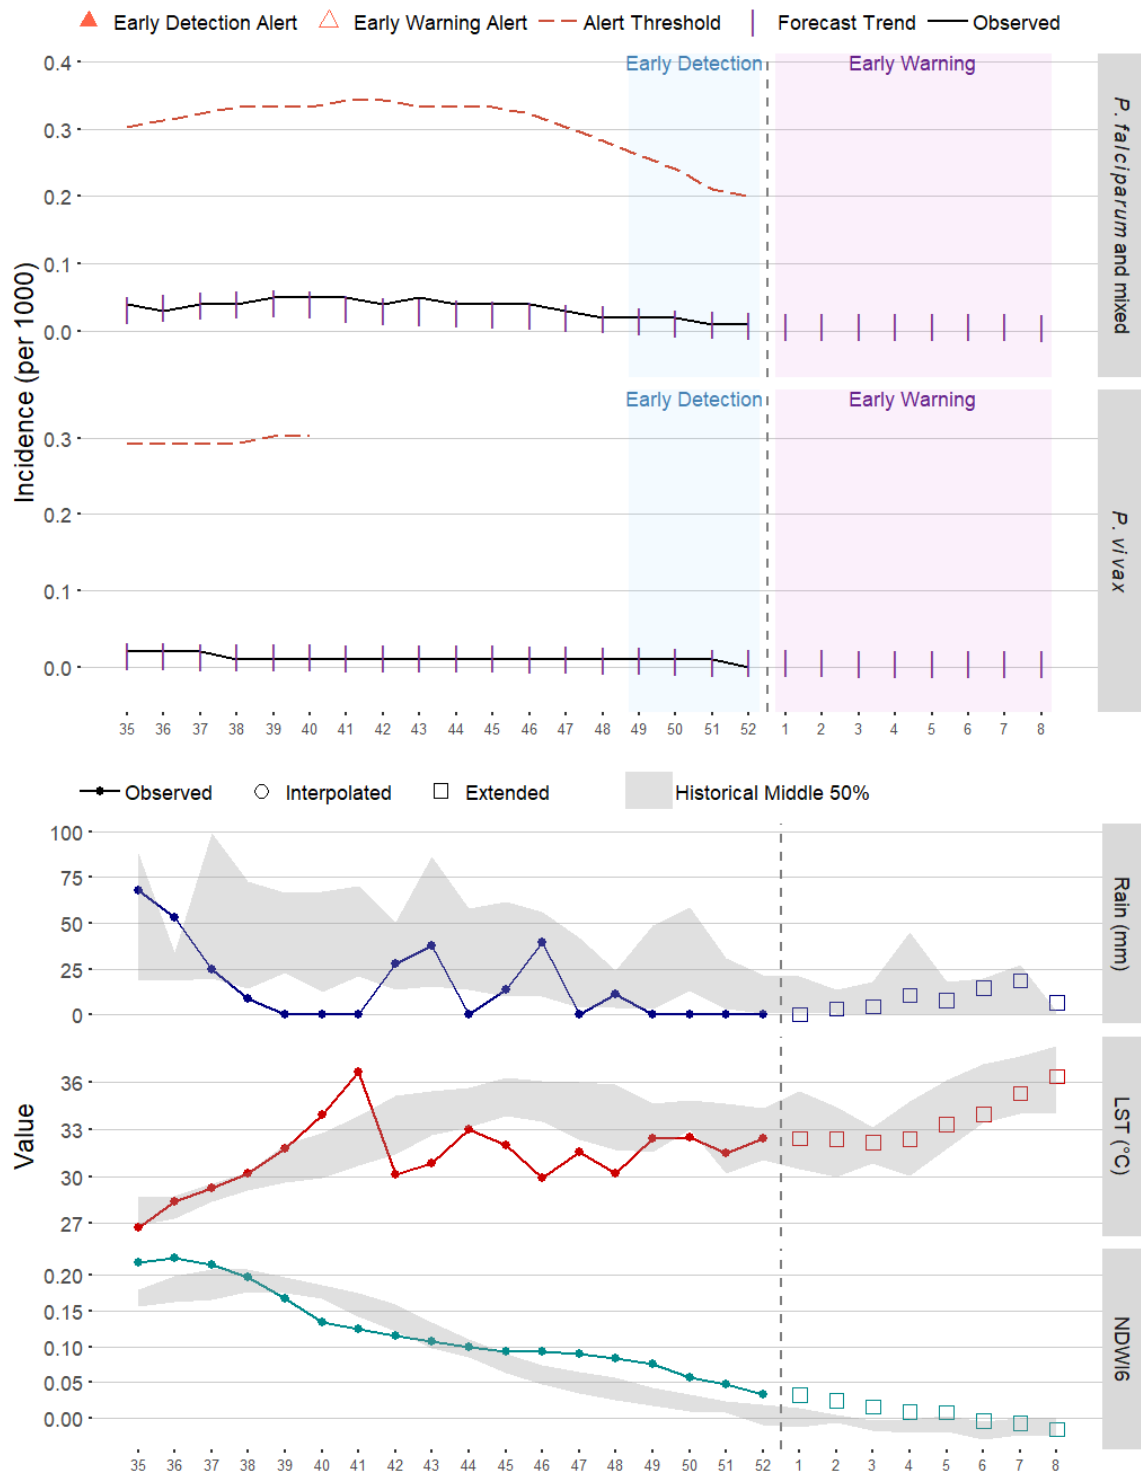 Early Detection Alert Early Warning Alert Alert Threshold Forecast Trend Observed
Early Detection Early Warning
0.4
0.3
0.2
0.1
0.0
P. falciparum and mixed
Incidence (per 1000)
Early Detection Early Warning
0.3
0.2
0.1
0.0
P. vivax
35 36 37 38 39 40 41 42 43 44 45 46 47 48 49 50 51 52 1 2 3 4 5 6 7 8
Observed Interpolated Extended Historical Middle 50%
100
75
50
25
0
Rain (mm)
Value
36
33
30
27
LST (°C)
0.20
0.15
0.10
0.05
0.00
NDWI6
35 36 37 38 39 40 41 42 43 44 45 46 47 48 49 50 51 52 1 2 3 4 5 6 7 8